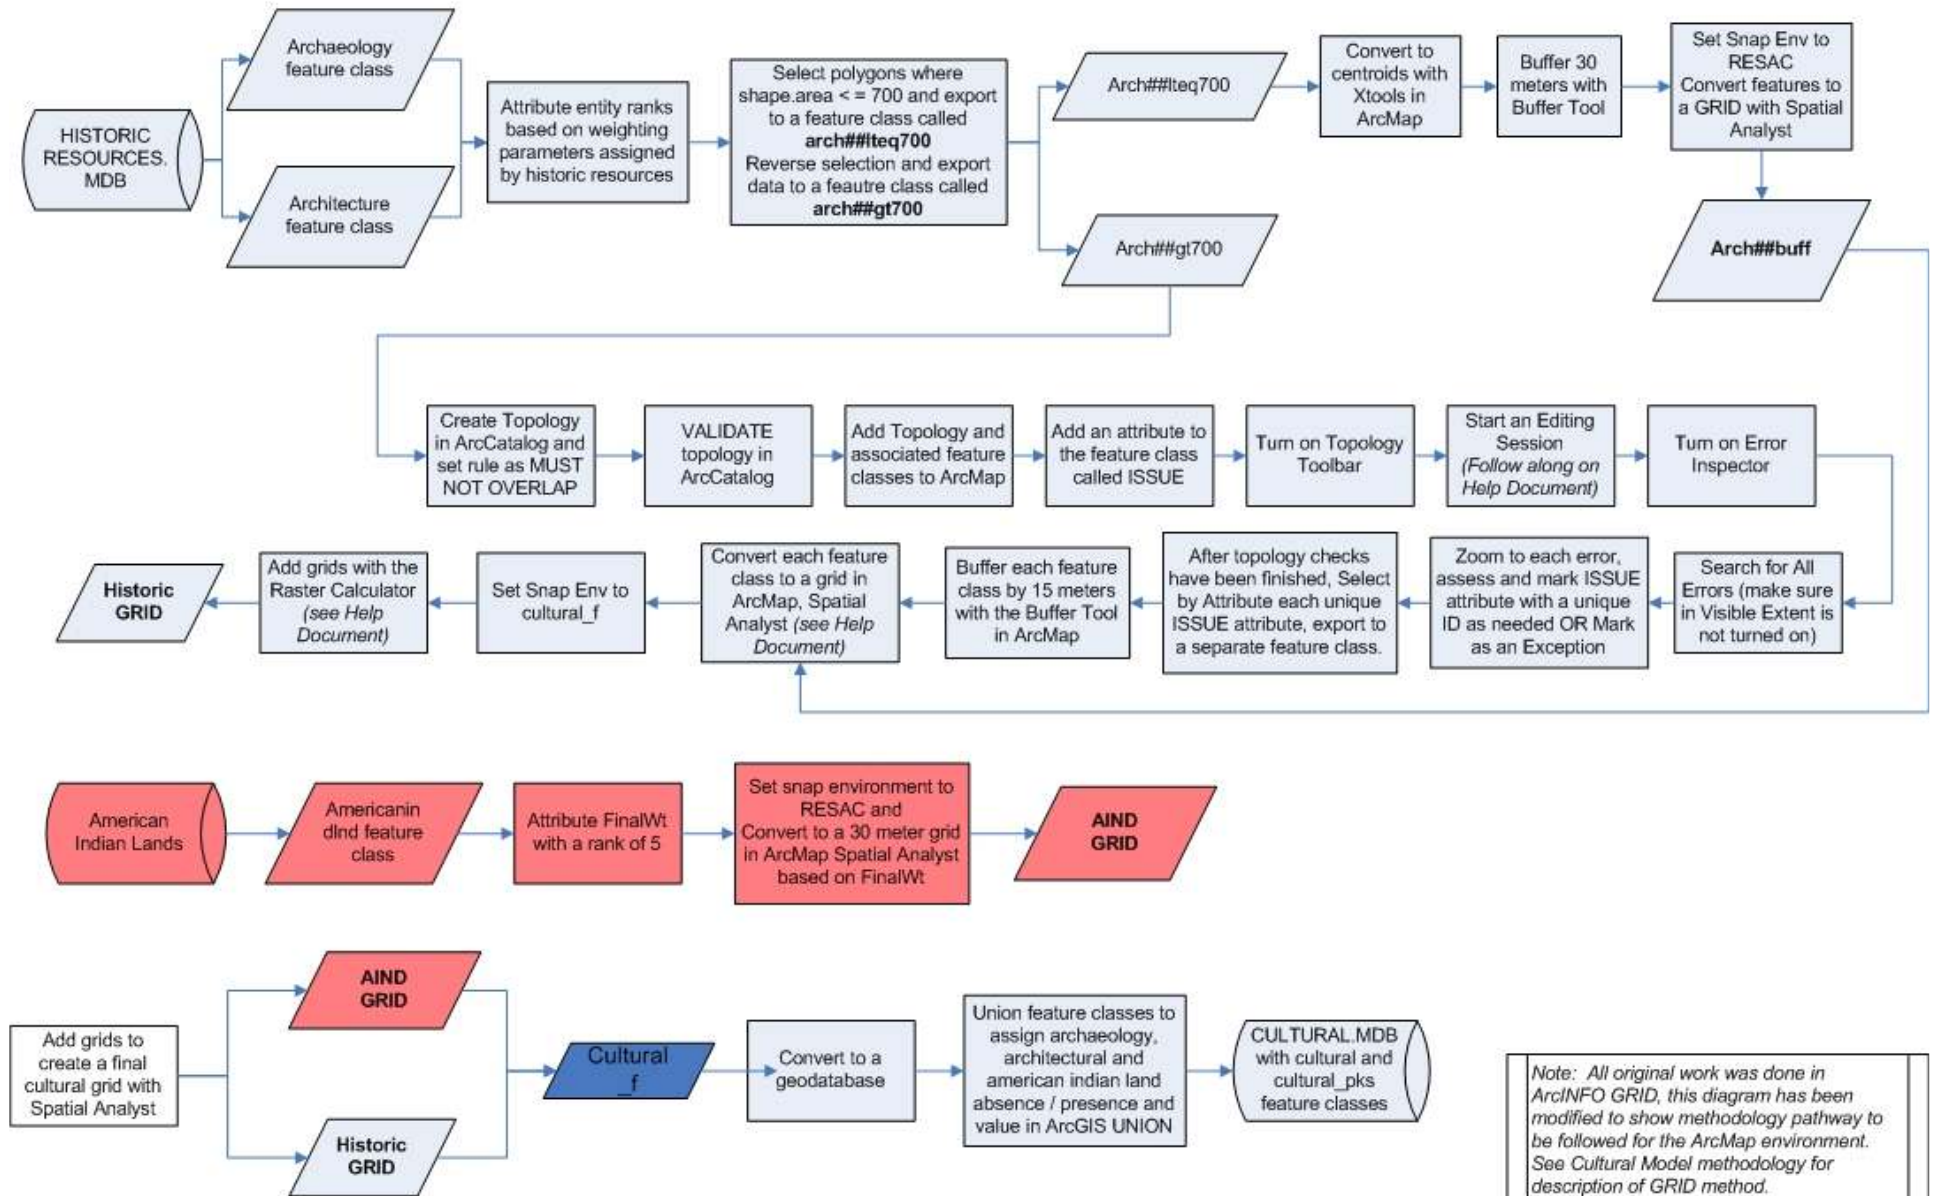 HISTORIC
RESOURCES.
MDB
Archaeology
feature class
Architecture
feature class
Attribute entity ranks
based on weighting
parameters assigned
by historic resources
Select polygons where
shape.area < = 700 and export
to a feature class called
arch##lteq700
Reverse selection and export
data to a feautre class called
arch##gt700
Arch##lteq700
Arch##gt700
Convert to
centroids with
Xtools in
ArcMap
Buffer 30
meters with
Buffer Tool
Set Snap Env to
RESAC
Convert features to
a GRID with Spatial
Analyst
Arch##buff
Create Topology
in ArcCatalog and
set rule as MUST
NOT OVERLAP
VALIDATE
topology in
ArcCatalog
Add Topology and
associated feature
classes to ArcMap
Add an attribute to
the feature class
called ISSUE
Turn on Topology
Toolbar
Start an Editing
Session
(Follow along on
Help Document)
Turn on Error
Inspector
Search for All
Errors (make sure
in Visible Extent is
not turned on)
Zoom to each error,
assess and mark ISSUE
attribute with a unique
ID as needed OR Mark
as an Exception
After topology checks
have been finished, Select
by Attribute each unique
ISSUE attribute, export to
a separate feature class.
Buffer each feature
class by 15 meters
with the Buffer Tool
in ArcMap
Convert each feature
class to a grid in
ArcMap, Spatial
Analyst (see Help
Document)
Set Snap Env to
cultural_f
Add grids with the
Raster Calculator
(see Help
Document)
Historic
GRID
American
Indian Lands
Americanin
dlnd feature
class
Attribute FinalWt
with a rank of 5
Set snap environment to
RESAC and
Convert to a 30 meter grid
in ArcMap Spatial Analyst
based on FinalWt
AIND
GRID
Add grids to
create a final
cultural grid with
Spatial Analyst
AIND
GRID
Historic
GRID
Cultural
_f
Convert to a
geodatabase
Union feature classes to
assign archaeology,
architectural and
american indian land
absence / presence and
value in ArcGIS UNION
CULTURAL.MDB
with cultural and
cultural_pks
feature classes
Note: All original work was done in
ArcINFO GRID, this diagram has been
modified to show methodology pathway to
be followed for the ArcMap environment.
See Cultural Model methodology for
description of GRID method.